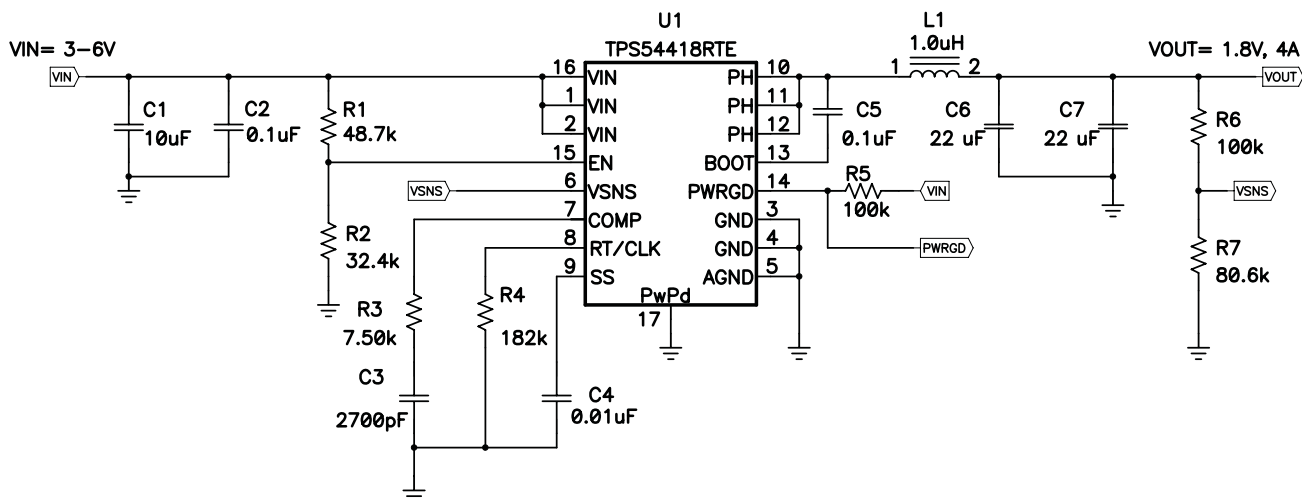 U1
TPS54418RTE
L1
1.0uH
VIN= 3-6V
VOUT= 1.8V, 4A
VIN
VOUT
16 VIN
1 VIN
2 VIN
15 EN
6 VSNS
7 COMP
8 RT/CLK
9 SS
PH 10
PH 11
PH 12
BOOT 13
PWRGD 14
GND 3
GND 4
AGND 5
PwPd
17
1 2
C1
10uF
C2
0.1uF
R1
48.7k
C5
0.1uF
C6
22 uF
C7
22 uF
R6
100k
VSNS
R5
100k
VIN
VSNS
PWRGD
R2
32.4k
R7
80.6k
R3
7.50k
R4
182k
C3
2700pF
C4
0.01uF